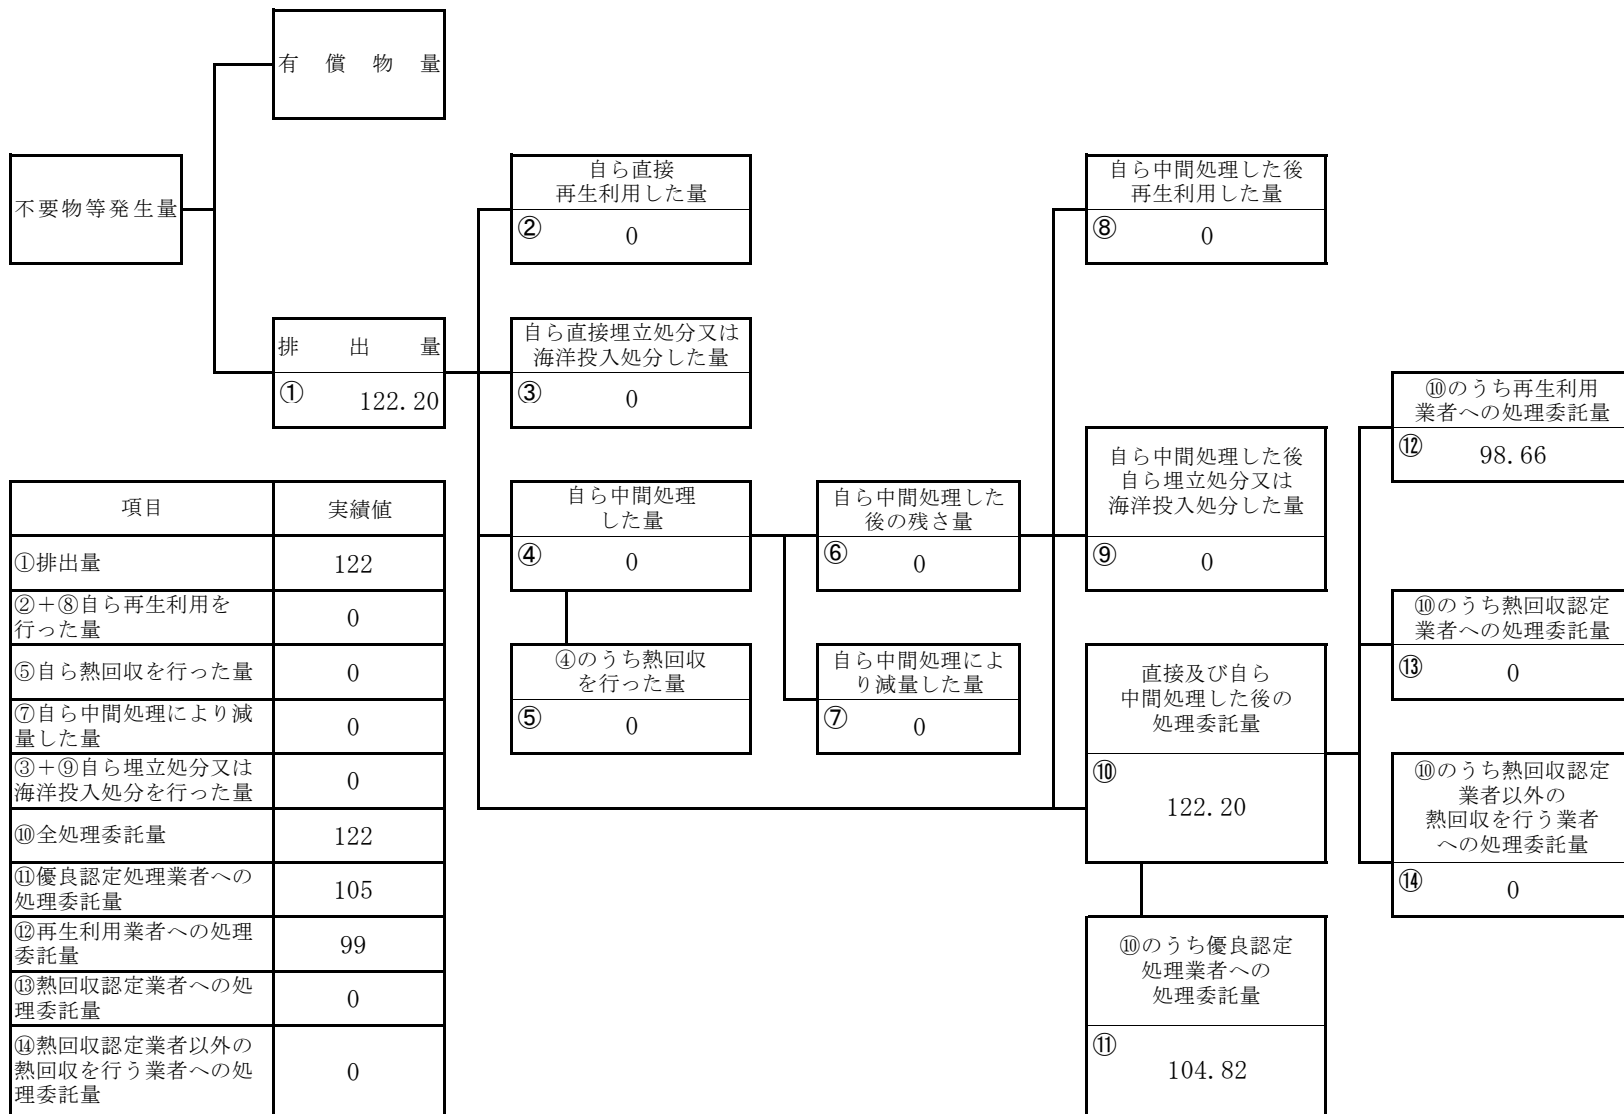 有償物量
不要物等発生量
排出量
① 122.20
自ら直接
再生利用した量
② 0
自ら直接埋立処分又は
海洋投入処分した量
③ 0
自ら中間処理
した量
④ 0
④のうち熱回収
を行った量
⑤ 0
自ら中間処理した
後の残さ量
⑥ 0
自ら中間処理によ
り減量した量
⑦ 0
自ら中間処理した後
再生利用した量
⑧ 0
自ら中間処理した後
自ら埋立処分又は
海洋投入処分した量
⑨ 0
直接及び自ら
中間処理した後の
処理委託量
⑩
122.20
⑩のうち優良認定
処理業者への
処理委託量
⑪
104.82
⑩のうち再生利用
業者への処理委託量
⑫ 98.66
⑩のうち熱回収認定
業者への処理委託量
⑬ 0
⑩のうち熱回収認定
業者以外の
熱回収を行う業者
への処理委託量
⑭ 0
項目 実績値
①排出量 122
②+⑧自ら再生利用を
行った量 0
⑤自ら熱回収を行った量 0
⑦自ら中間処理により減
量した量 0
③+⑨自ら埋立処分又は
海洋投入処分を行った量 0
⑩全処理委託量 122
⑪優良認定処理業者への
処理委託量 105
⑫再生利用業者への処理
委託量 99
⑬熱回収認定業者への処
理委託量 0
⑭熱回収認定業者以外の
熱回収を行う業者への処
理委託量 0